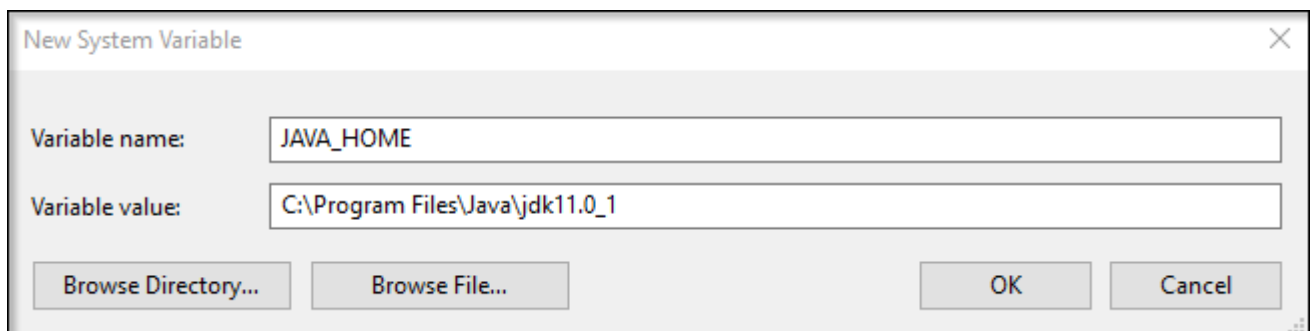 New System Variable
Variable name: JAVA_HOME
Variable value: C:\Program Files\Java\jdk11.0_1
Browse Directory... Browse File... OK Cancel